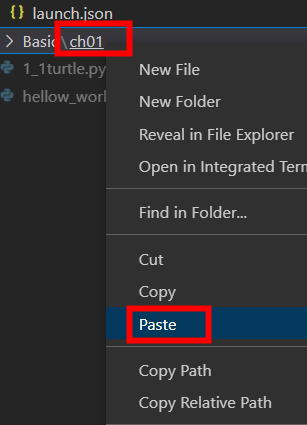 launch.json
Basic\ch01
1_1turtle.py
hellow_worl
New File
New Folder
Reveal in File Explorer
Open in Integrated Term
Find in Folder...
Cut
Copy
Paste
Copy Path
Copy Relative Path